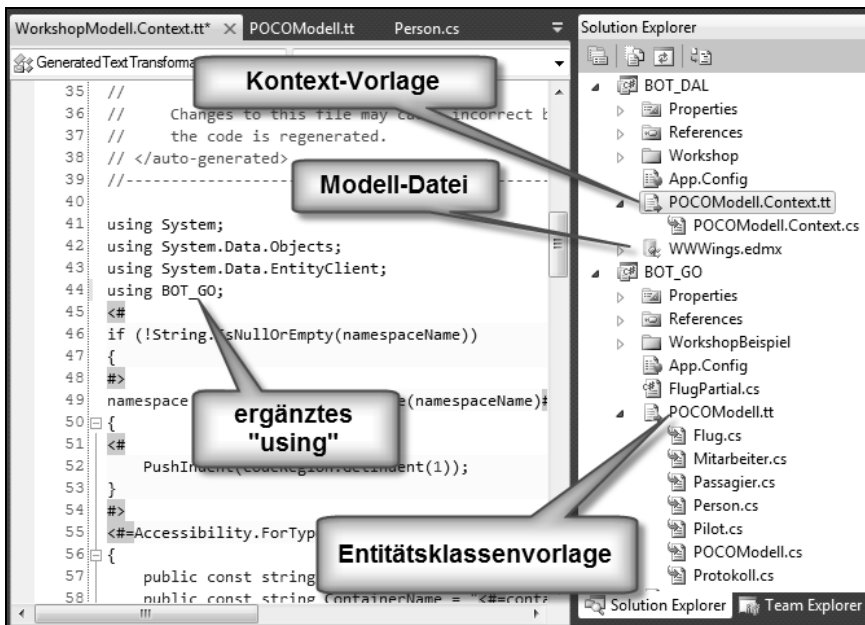 WorkshopModell.Context.tt* × POCOModell.tt Person.cs
GeneratedTextTransforma
35 //
36 // Changes to this file may incorrect b
37 // the code is regenerated.
38 // </auto-generated>
39 //------------------------------------------------
40
41 using System;
42 using System.Data.Objects;
43 using System.Data.EntityClient;
44 using BOT_GO;
45 <#
46 if (!String.IsNullOrEmpty(namespaceName))
47 {
48 #>
49 namespace (namespaceName)#
50 {
51 <#
52 PushIndent(CodeRegion.GetIndent(1));
53 }
54 #>
55 <#=Accessibility.ForType
56 {
57 public const string
58 public const string ContainerName = "<#=conta
Kontext-Vorlage
Modell-Datei
ergänztes
"using"
Entitätsklassenvorlage
Solution Explorer
BOT_DAL
Properties
References
Workshop
App.Config
POCOModell.Context.tt
POCOModell.Context.cs
WWWings.edmx
BOT_GO
Properties
References
WorkshopBeispiel
App.Config
FlugPartial.cs
POCOModell.tt
Flug.cs
Mitarbeiter.cs
Passagier.cs
Person.cs
Pilot.cs
POCOModell.cs
Protokoll.cs
Solution Explorer Team Explorer